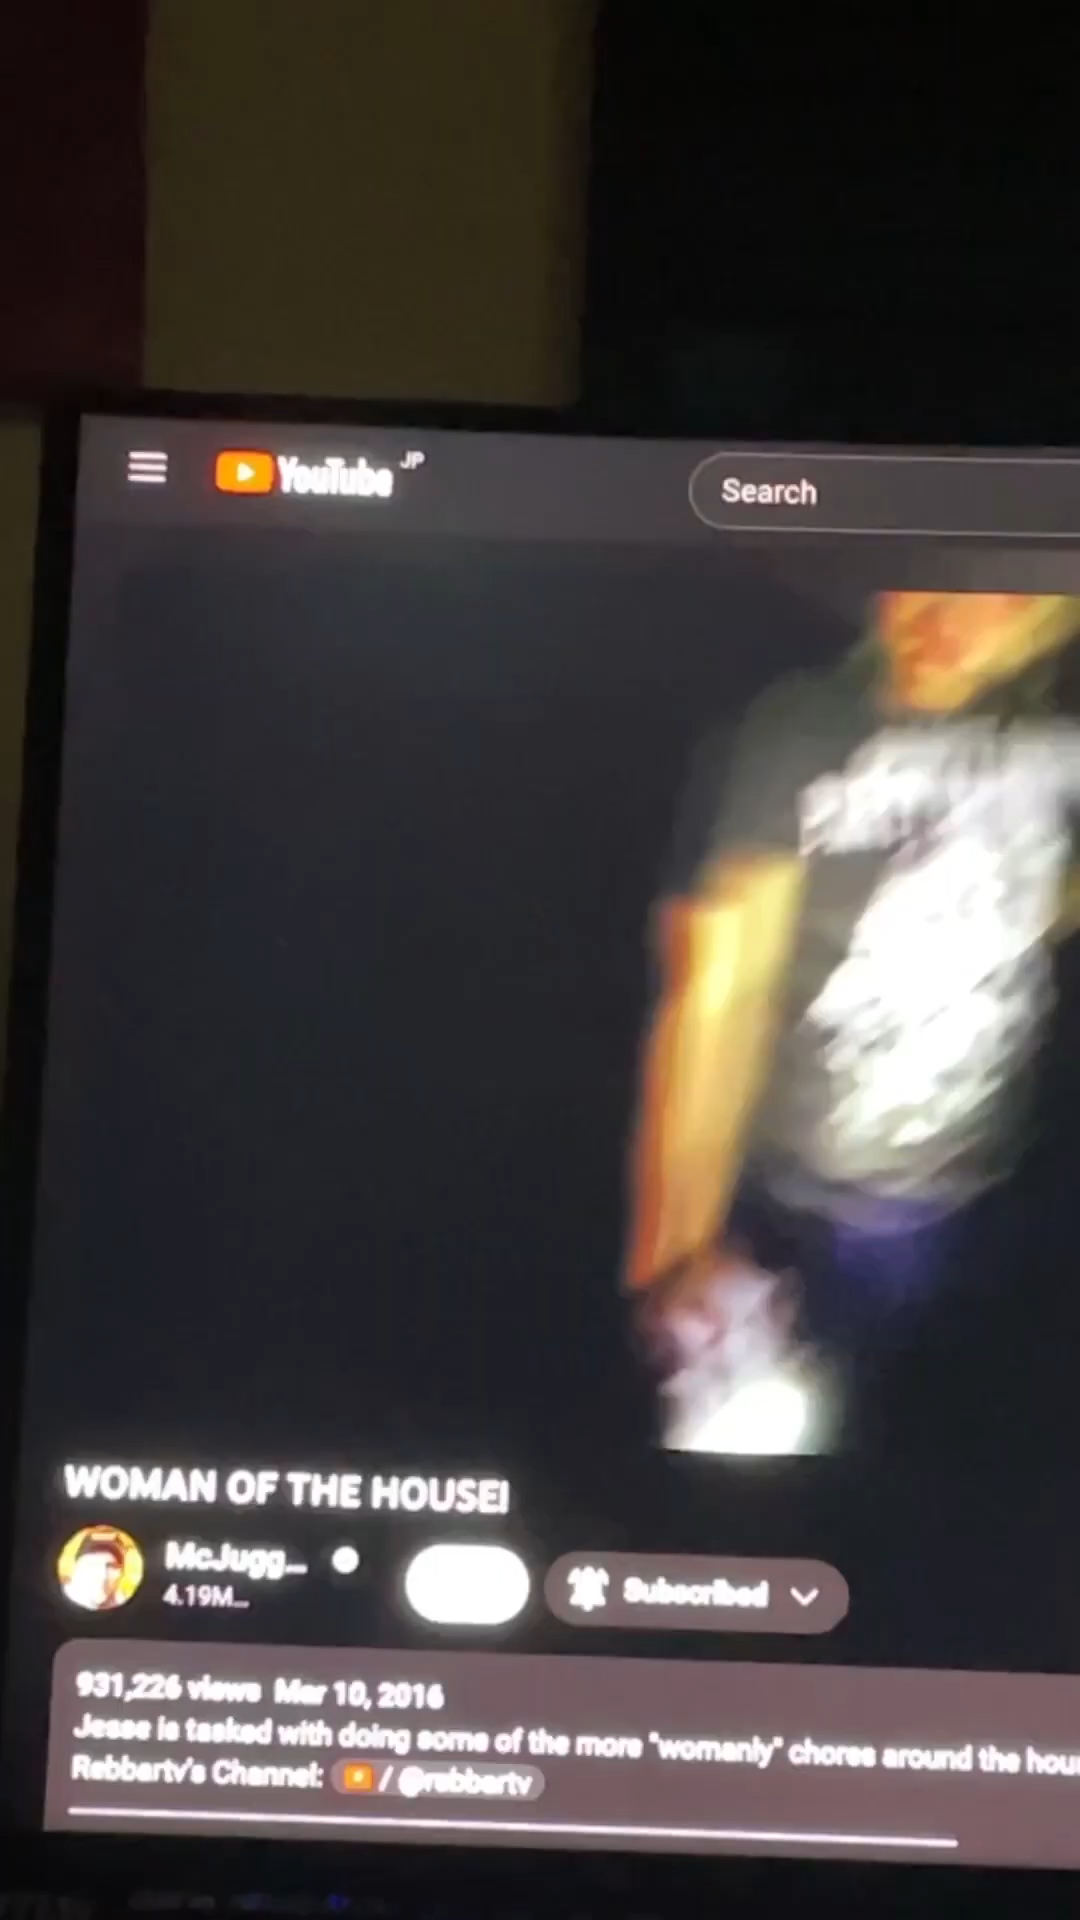 YouTube JP
Search
WOMAN OF THE HOUSE!
McJugg...
4.19M...
Subscribed
931,226 views Mar 10, 2016
Jesse is tasked with doing some of the more "womanly" chores around the hou
Rebbartv's Channel: / @rebbartv